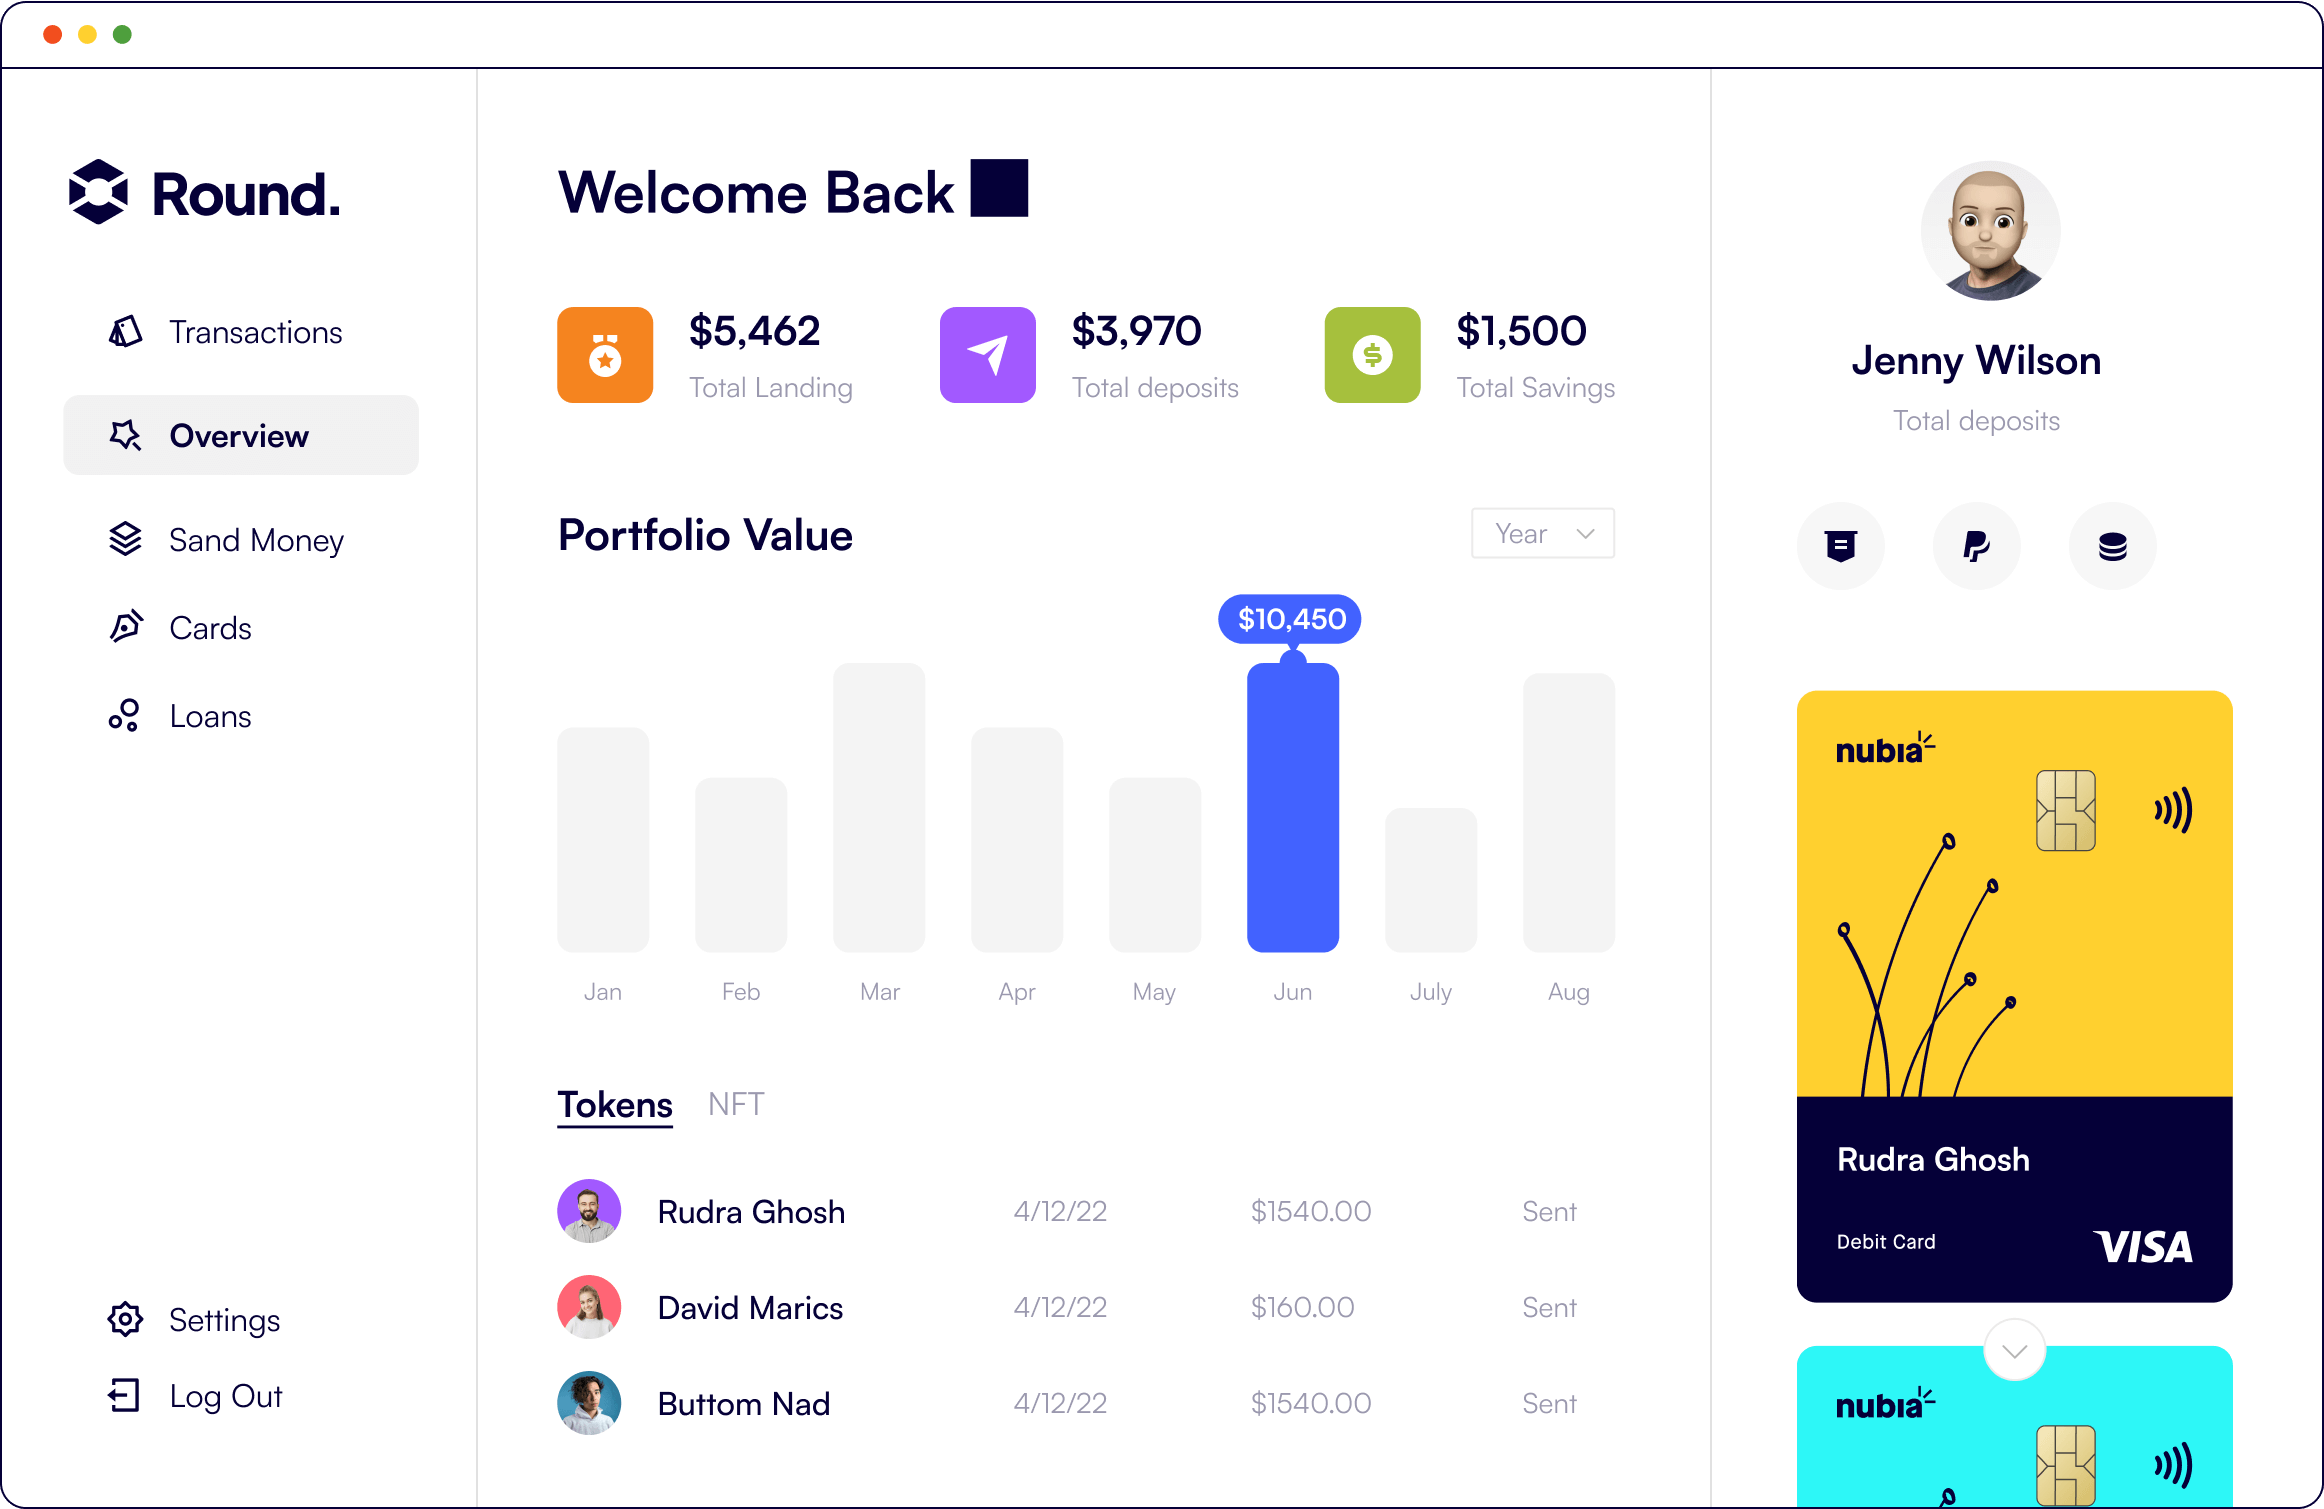 Round.
Transactions
Overview
Sand Money
Cards
Loans
Settings
Log Out
Welcome Back
$5,462
Total Landing
$3,970
Total deposits
$1,500
Total Savings
Portfolio Value
Year
$10,450
Jan Feb Mar Apr May Jun July Aug
Tokens NFT
Rudra Ghosh 4/12/22 $1540.00 Sent
David Marics 4/12/22 $160.00 Sent
Buttom Nad 4/12/22 $1540.00 Sent
Jenny Wilson
Total deposits
nubia
Rudra Ghosh
Debit Card VISA
nubia